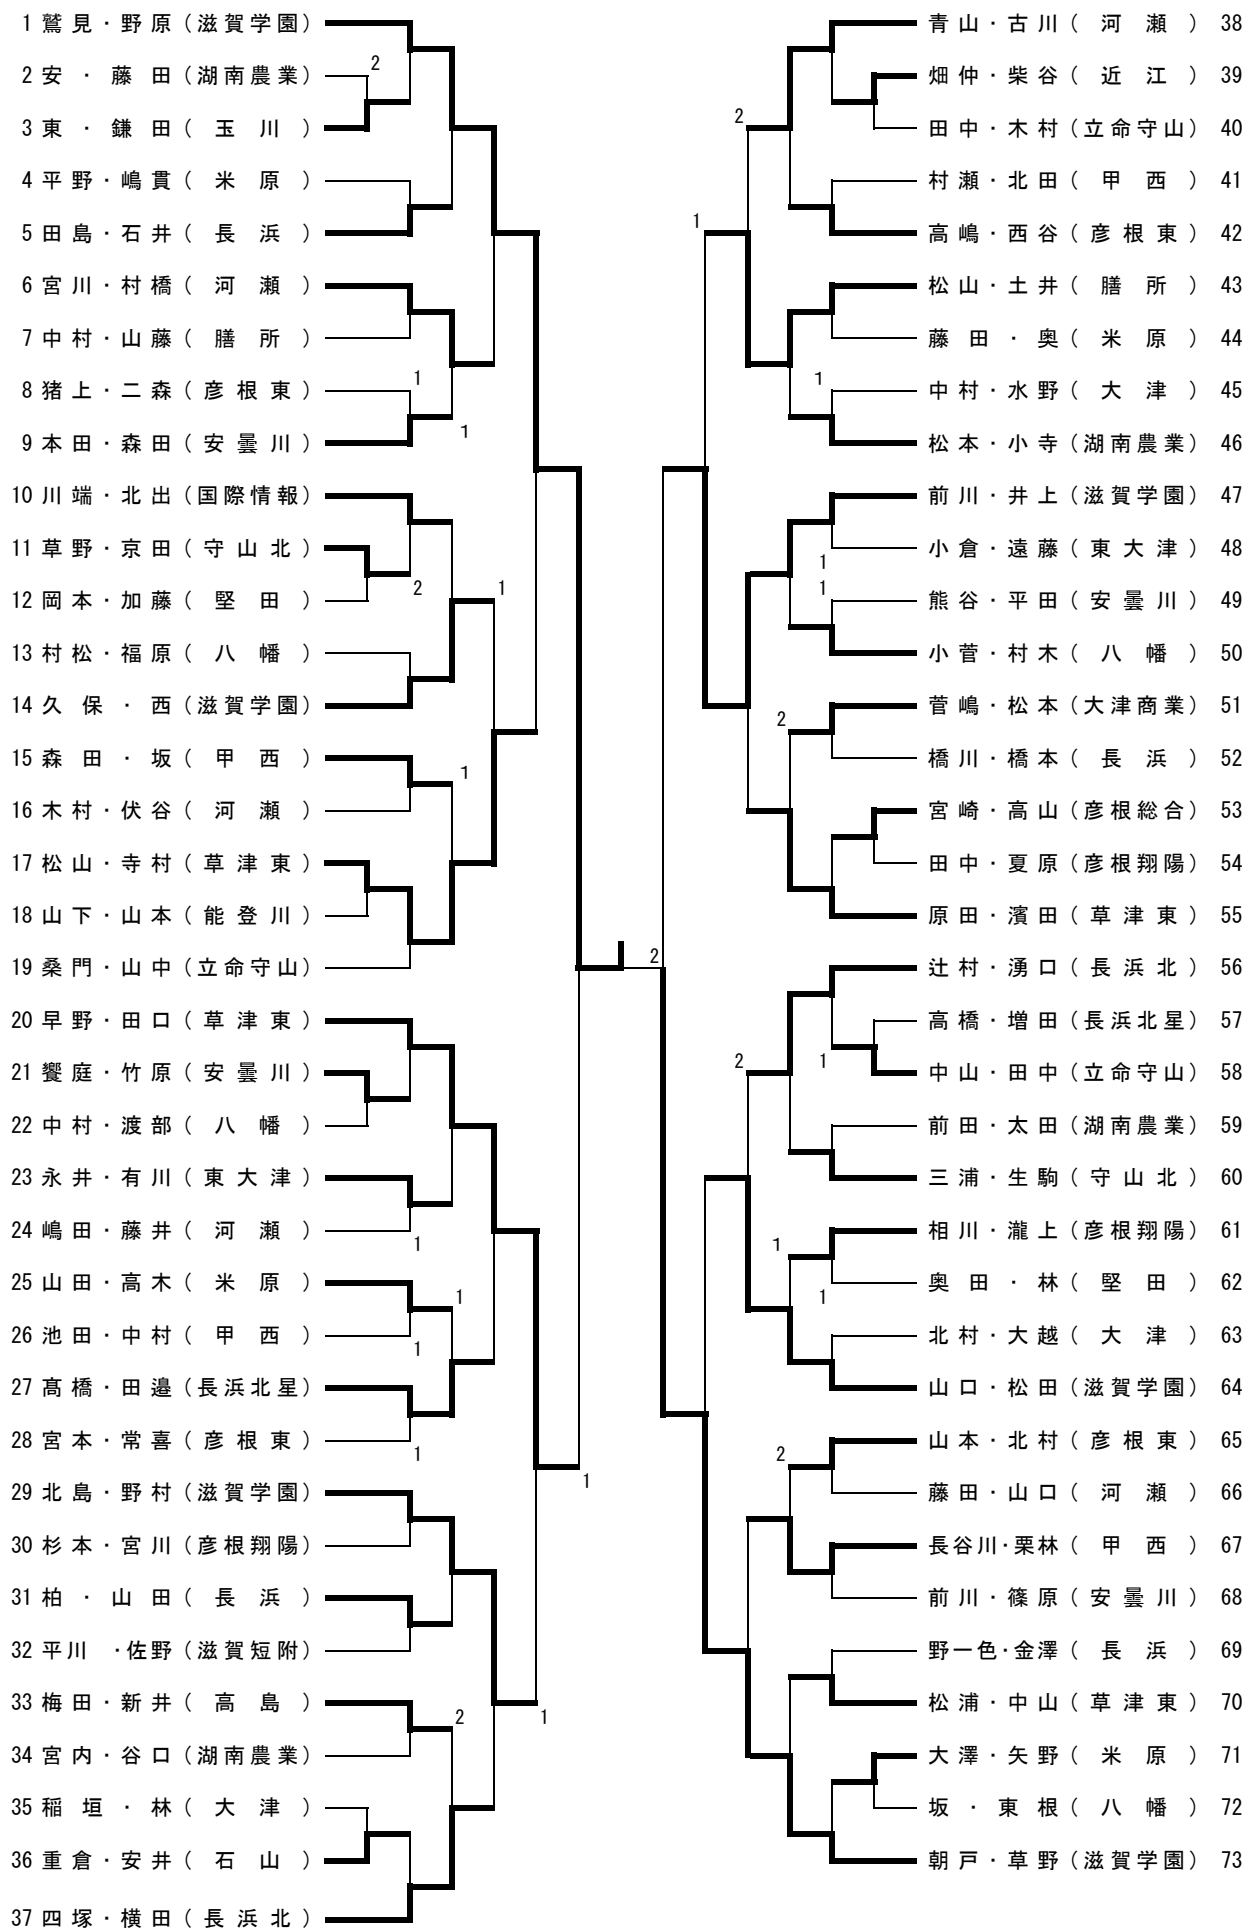 1 鷲見・野原(滋賀学園)
2 安・藤田(湖南農業)
2
3 東・鎌田(玉川)
4 平野・嶋貫(米原)
5 田島・石井(長浜)
6 宮川・村橋(河瀬)
7 中村・山藤(膳所)
1
8 猪上・二森(彦根東)
1
9 本田・森田(安曇川)
10 川端・北出(国際情報)
11 草野・京田(守山北)
2
1
12 岡本・加藤(堅田)
13 村松・福原(八幡)
14 久保・西(滋賀学園)
15 森田・坂(甲西)
1
16 木村・伏谷(河瀬)
17 松山・寺村(草津東)
18 山下・山本(能登川)
19 桑門・山中(立命守山)
20 早野・田口(草津東)
21 饗庭・竹原(安曇川)
22 中村・渡部(八幡)
23 永井・有川(東大津)
24 嶋田・藤井(河瀬)
1
25 山田・高木(米原)
1
26 池田・中村(甲西)
1
27 髙橋・田邉(長浜北星)
28 宮本・常喜(彦根東)
1
1
29 北島・野村(滋賀学園)
30 杉本・宮川(彦根翔陽)
31 柏・山田(長浜)
32 平川・佐野(滋賀短附)
33 梅田・新井(高島)
2
1
34 宮内・谷口(湖南農業)
35 稲垣・林(大津)
36 重倉・安井(石山)
37 四塚・横田(長浜北)
2
青山・古川(河瀬) 38
畑仲・柴谷(近江) 39
2
田中・木村(立命守山) 40
村瀬・北田(甲西) 41
1
高嶋・西谷(彦根東) 42
松山・土井(膳所) 43
藤田・奥(米原) 44
1
中村・水野(大津) 45
松本・小寺(湖南農業) 46
前川・井上(滋賀学園) 47
小倉・遠藤(東大津) 48
1
1
熊谷・平田(安曇川) 49
小菅・村木(八幡) 50
菅嶋・松本(大津商業) 51
2
橋川・橋本(長浜) 52
宮崎・高山(彦根総合) 53
田中・夏原(彦根翔陽) 54
原田・濱田(草津東) 55
辻村・湧口(長浜北) 56
高橋・増田(長浜北星) 57
2
1
中山・田中(立命守山) 58
前田・太田(湖南農業) 59
三浦・生駒(守山北) 60
相川・瀧上(彦根翔陽) 61
1
奥田・林(堅田) 62
1
北村・大越(大津) 63
山口・松田(滋賀学園) 64
山本・北村(彦根東) 65
2
藤田・山口(河瀬) 66
長谷川・栗林(甲西) 67
前川・篠原(安曇川) 68
野一色・金澤(長浜) 69
松浦・中山(草津東) 70
大澤・矢野(米原) 71
坂・東根(八幡) 72
朝戸・草野(滋賀学園) 73